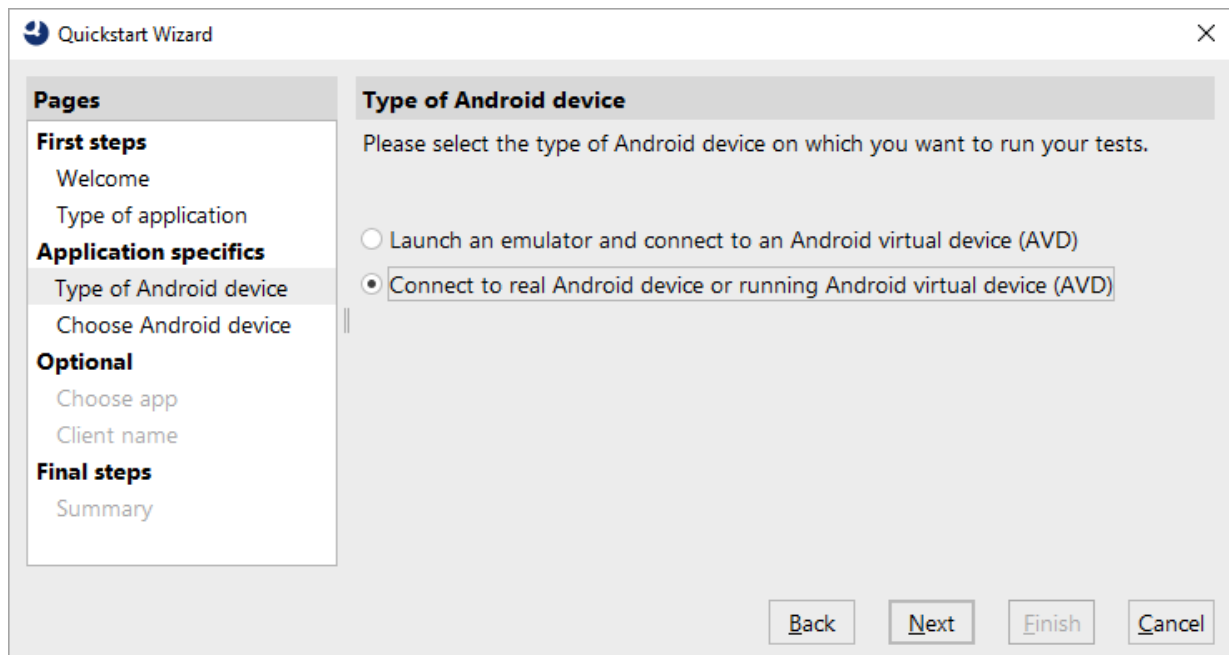 Quickstart Wizard
Pages
First steps
Welcome
Type of application
Application specifics
Type of Android device
Choose Android device
Optional
Choose app
Client name
Final steps
Summary
Type of Android device
Please select the type of Android device on which you want to run your tests.
Launch an emulator and connect to an Android virtual device (AVD)
Connect to real Android device or running Android virtual device (AVD)
Back
Next
Finish
Cancel